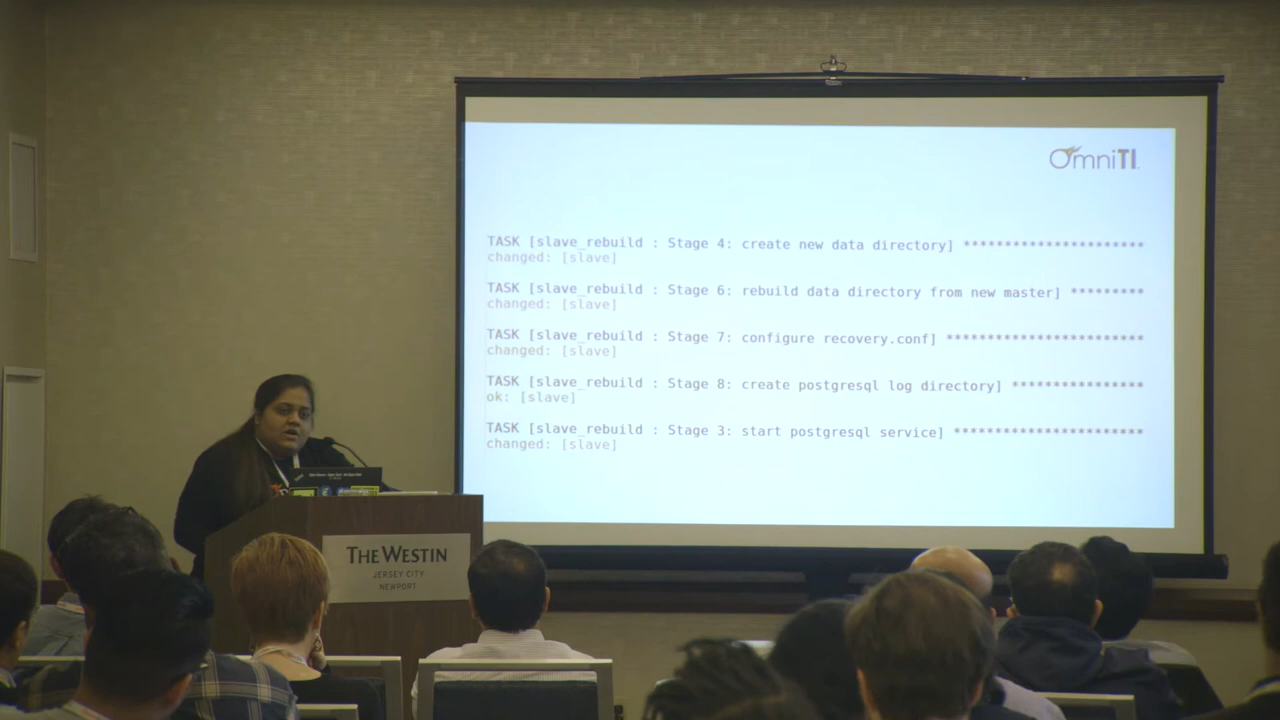 OmniTI
TASK [slave_rebuild : Stage 4: create new data directory] **********************
changed: [slave]
TASK [slave_rebuild : Stage 6: rebuild data directory from new master] *********
changed: [slave]
TASK [slave_rebuild : Stage 7: configure recovery.conf] ************************
changed: [slave]
TASK [slave_rebuild : Stage 8: create postgresql log directory] ****************
ok: [slave]
TASK [slave_rebuild : Stage 3: start postgresql service] ***********************
changed: [slave]
THE WESTIN
JERSEY CITY
NEWPORT